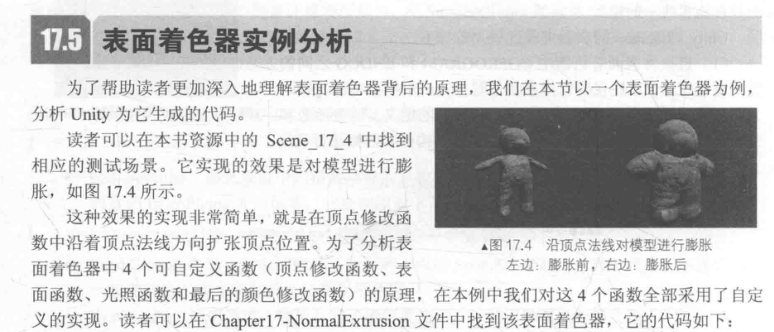 17.5 表面着色器实例分析
为了帮助读者更加深入地理解表面着色器背后的原理，我们在本节以一个表面着色器为例，
分析 Unity 为它生成的代码。
读者可以在本书资源中的 Scene_17_4 中找到
相应的测试场景。它实现的效果是对模型进行膨
胀，如图 17.4 所示。
这种效果的实现非常简单，就是在顶点修改函
数中沿着顶点法线方向扩张顶点位置。为了分析表
面着色器中 4 个可自定义函数（顶点修改函数、表
▲图 17.4 沿顶点法线对模型进行膨胀
左边：膨胀前，右边：膨胀后
面函数、光照函数和最后的颜色修改函数）的原理，在本例中我们对这 4 个函数全部采用了自定
义的实现。读者可以在 Chapter17-NormalExtrusion 文件中找到该表面着色器，它的代码如下：